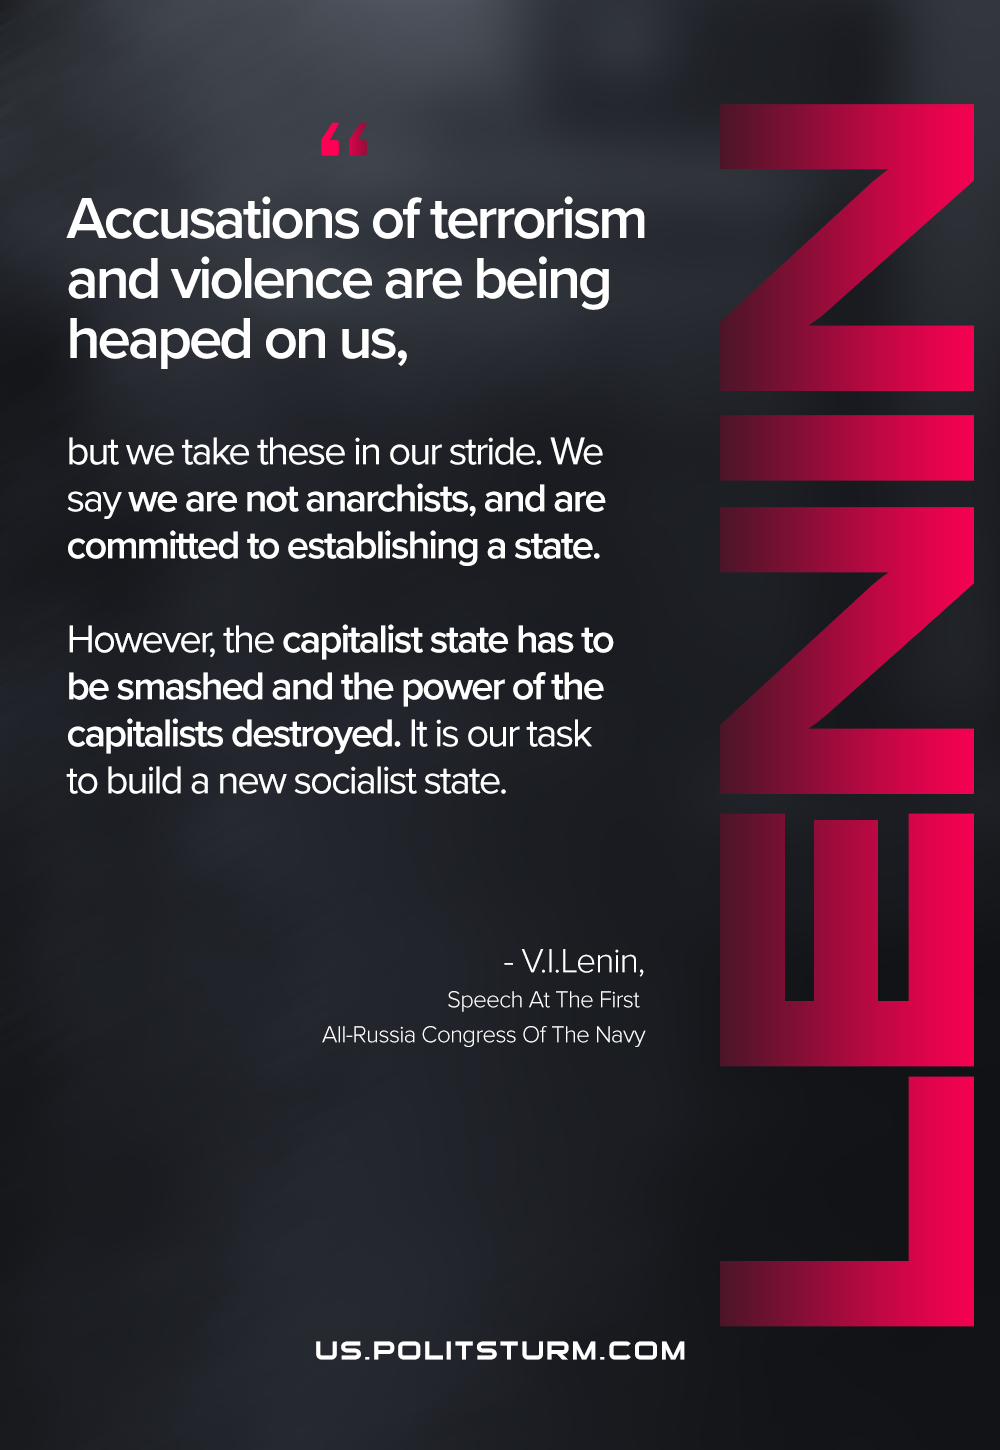 “
Accusations of terrorism
and violence are being
heaped on us,
but we take these in our stride. We
say we are not anarchists, and are
committed to establishing a state.
However, the capitalist state has to
be smashed and the power of the
capitalists destroyed. It is our task
to build a new socialist state.
- V.I.Lenin,
Speech At The First
All-Russia Congress Of The Navy
LENIN
US.POLITSTURM.COM